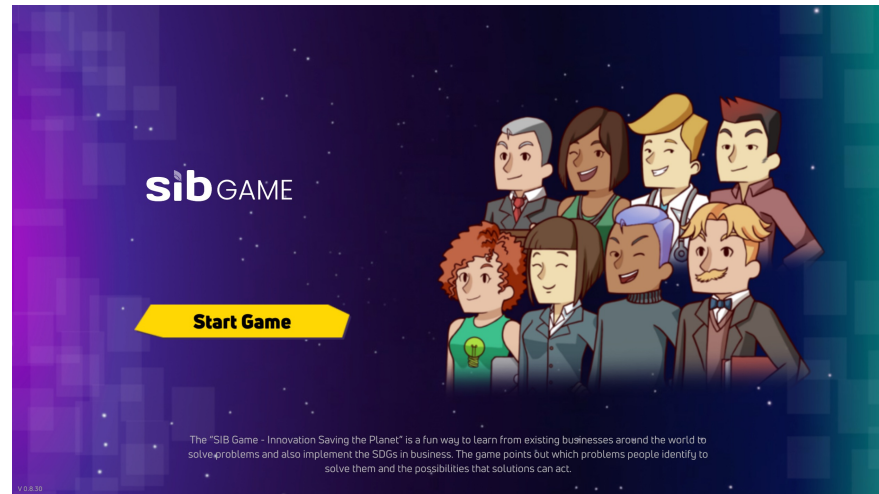 sib GAME
Start Game
The "SIB Game - Innovation Saving the Planet" is a fun way to learn from existing businesses around the world to
solve problems and also implement the SDGs in business. The game points out which problems people identify to
solve them and the possibilities that solutions can act.
V 0.8.30